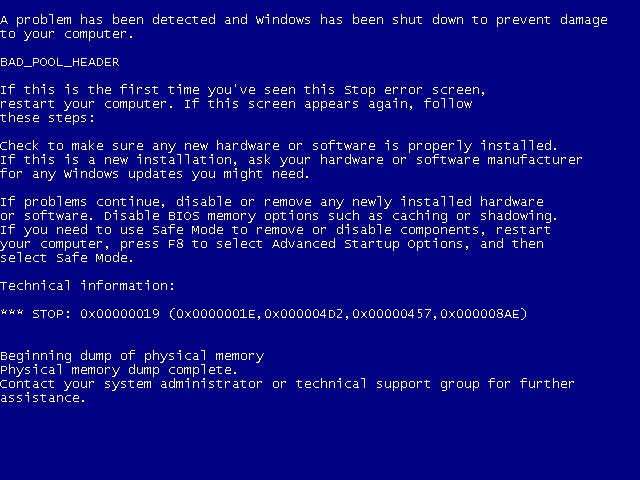 A problem has been detected and Windows has been shut down to prevent damage
to your computer.
BAD_POOL_HEADER
If this is the first time you've seen this Stop error screen,
restart your computer. If this screen appears again, follow
these steps:
Check to make sure any new hardware or software is properly installed.
If this is a new installation, ask your hardware or software manufacturer
for any Windows updates you might need.
If problems continue, disable or remove any newly installed hardware
or software. Disable BIOS memory options such as caching or shadowing.
If you need to use Safe Mode to remove or disable components, restart
your computer, press F8 to select Advanced Startup Options, and then
select Safe Mode.
Technical information:
*** STOP: 0x00000019 (0x0000001E,0x000004D2,0x00000457,0x000008AE)
Beginning dump of physical memory
Physical memory dump complete.
Contact your system administrator or technical support group for further
assistance.